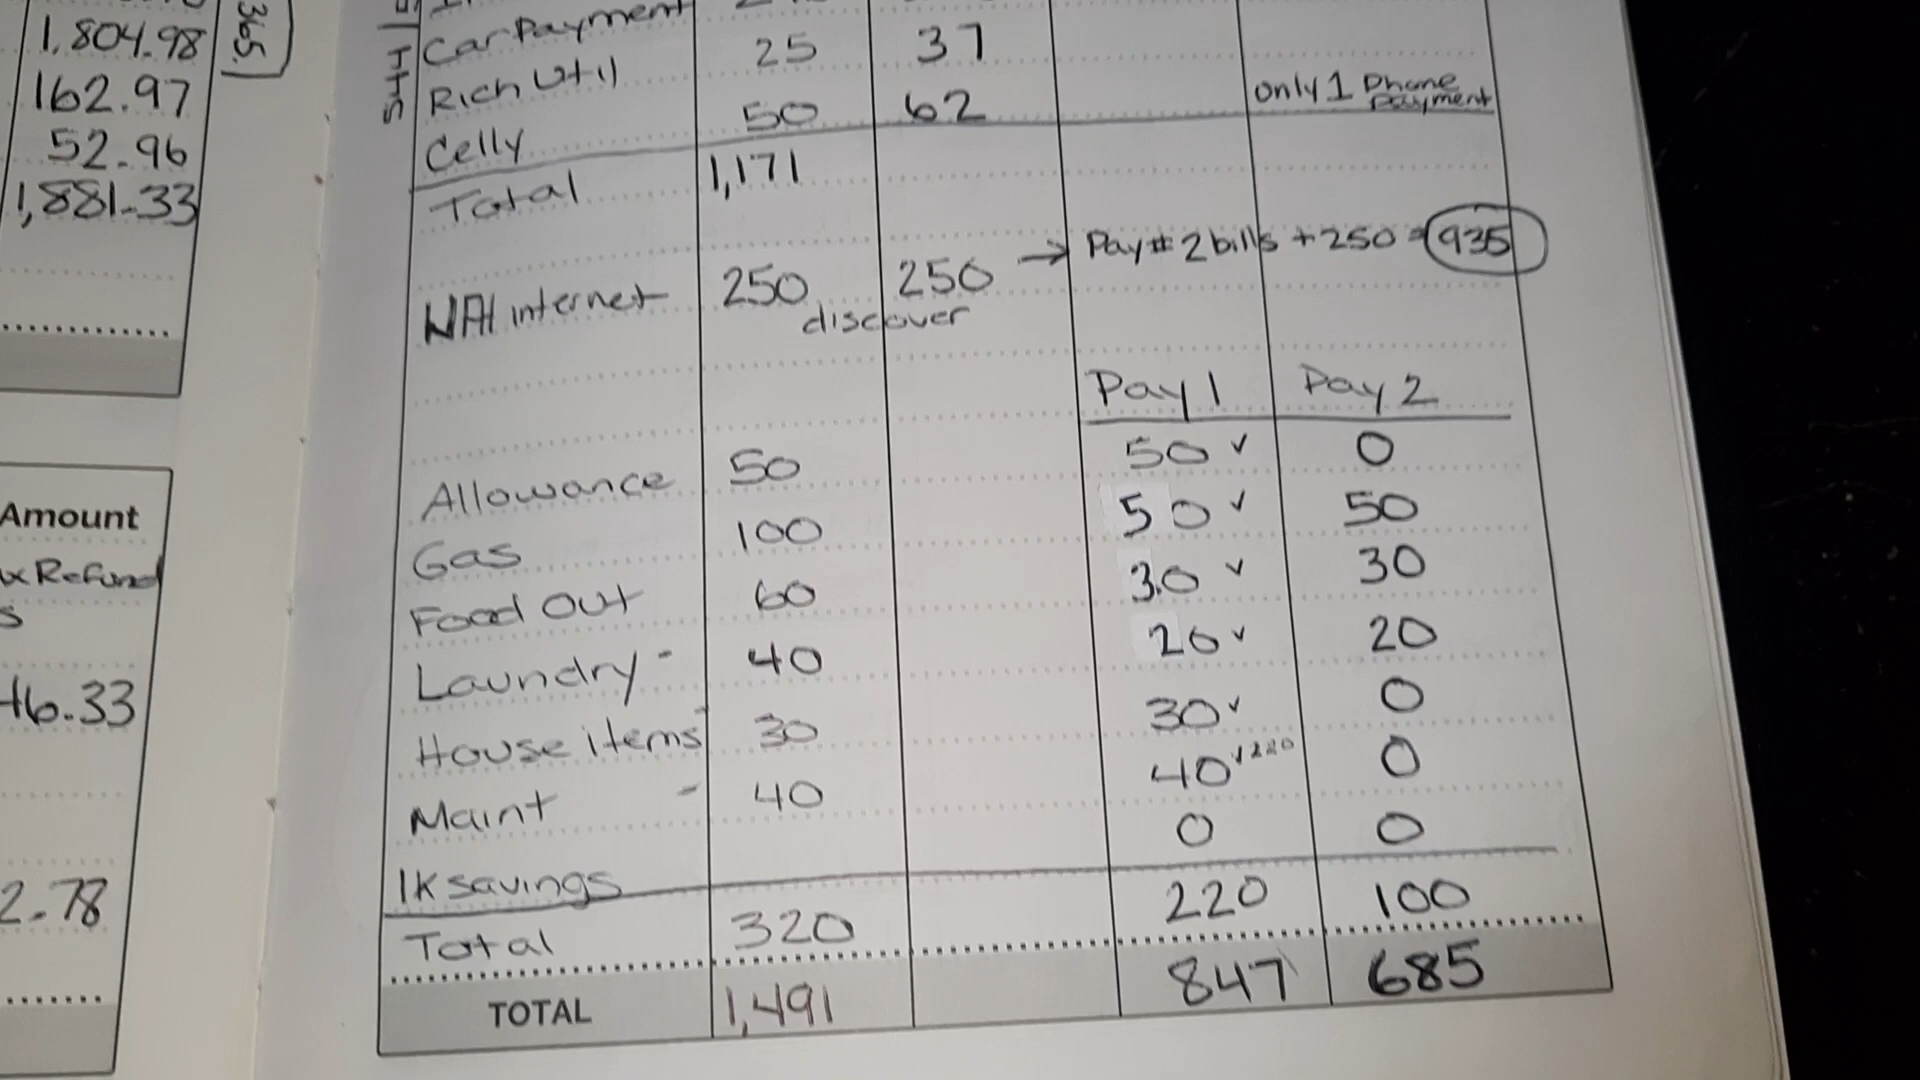 1,804.98
162.97
52.96
1,881.33
365.
Amount
x Refund
s
46.33
2.78
Car Payment
Rich Util 25 37
Celly 50 62 only 1 Phone payment
Total 1,171
WAH internet 250 250 → Pay# 2 bills + 250 = 935
discover
Pay 1 Pay 2
Allowance 50 50 ✓ 0
Gas 100 50 ✓ 50
Food Out 60 30 ✓ 30
Laundry - 40 20 ✓ 20
House items - 30 30 ✓ 0
Maint - 40 40 ✓ 220 0
1K savings 0 0
Total 320 220 100
TOTAL 1,491 847 685